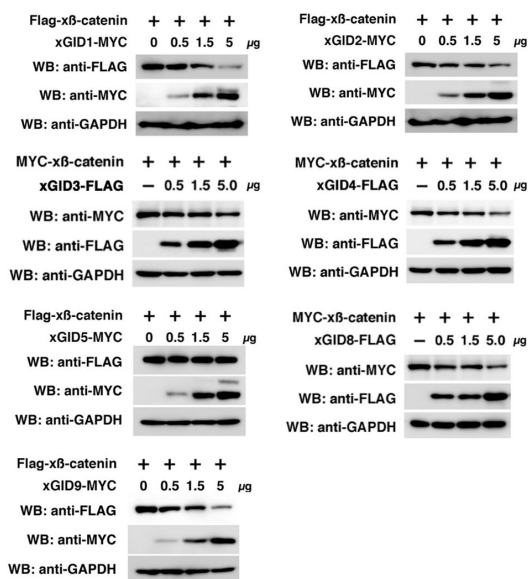 Flag-xß-catenin + + + +
xGID1-MYC 0 0.5 1.5 5 µg
WB: anti-FLAG
WB: anti-MYC
WB: anti-GAPDH
Flag-xß-catenin + + + +
xGID2-MYC 0 0.5 1.5 5 µg
WB: anti-FLAG
WB: anti-MYC
WB: anti-GAPDH
MYC-xß-catenin + + + +
xGID3-FLAG – 0.5 1.5 5.0 µg
WB: anti-MYC
WB: anti-FLAG
WB: anti-GAPDH
MYC-xß-catenin + + + +
xGID4-FLAG – 0.5 1.5 5.0 µg
WB: anti-MYC
WB: anti-FLAG
WB: anti-GAPDH
Flag-xß-catenin + + + +
xGID5-MYC 0 0.5 1.5 5 µg
WB: anti-FLAG
WB: anti-MYC
WB: anti-GAPDH
MYC-xß-catenin + + + +
xGID8-FLAG – 0.5 1.5 5.0 µg
WB: anti-MYC
WB: anti-FLAG
WB: anti-GAPDH
Flag-xß-catenin + + + +
xGID9-MYC 0 0.5 1.5 5 µg
WB: anti-FLAG
WB: anti-MYC
WB: anti-GAPDH